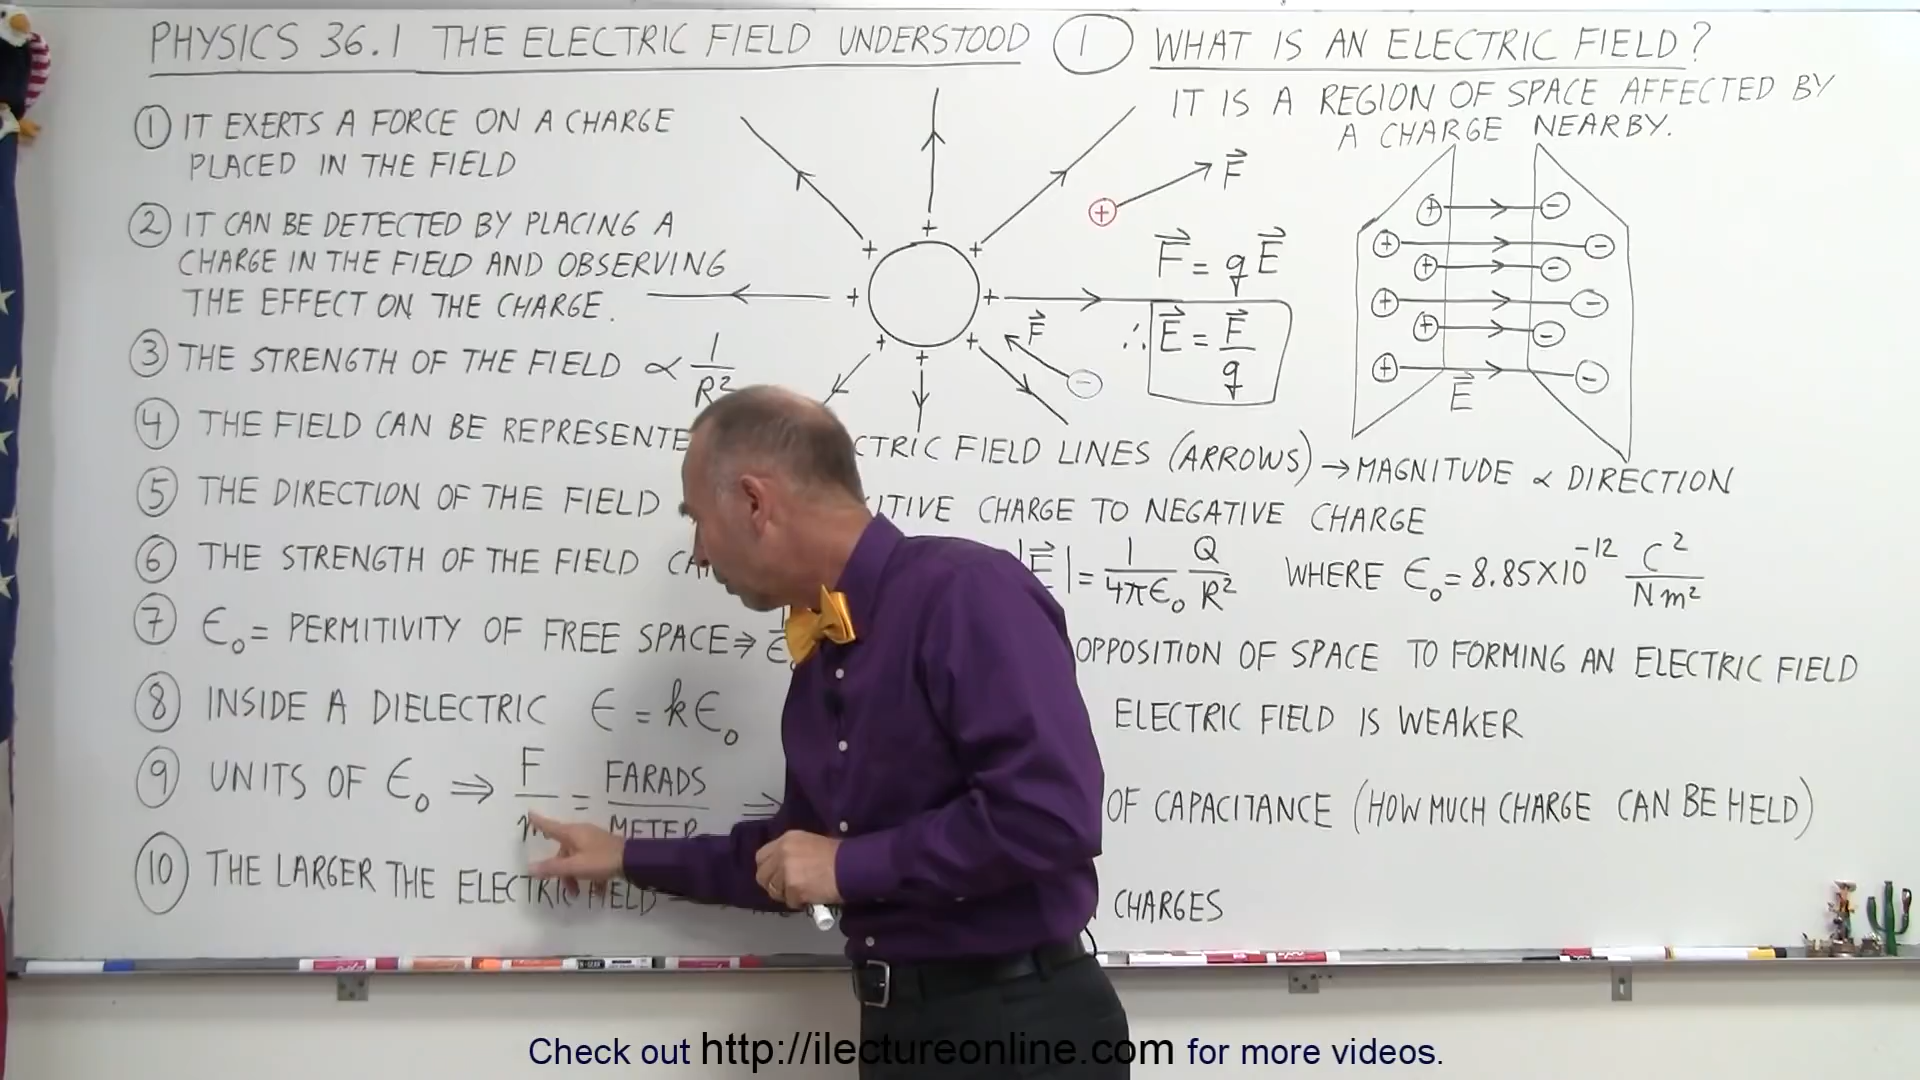 PHYSICS 36.1 THE ELECTRIC FIELD UNDERSTOOD
1
WHAT IS AN ELECTRIC FIELD?
IT IS A REGION OF SPACE AFFECTED BY
A CHARGE NEARBY.
① IT EXERTS A FORCE ON A CHARGE
PLACED IN THE FIELD
② IT CAN BE DETECTED BY PLACING A
CHARGE IN THE FIELD AND OBSERVING
THE EFFECT ON THE CHARGE.
③ THE STRENGTH OF THE FIELD ∝ 1/R²
+ + + + + + + +
+ F⃗
F⃗ = qE⃗
∴ E⃗ = F⃗/q
F⃗ −
+ −
+ −
+ −
+ −
+ −
+ −
E⃗
④ THE FIELD CAN BE REPRESENTE CTRIC FIELD LINES (ARROWS) → MAGNITUDE ∝ DIRECTION
⑤ THE DIRECTION OF THE FIELD ITIVE CHARGE TO NEGATIVE CHARGE
⑥ THE STRENGTH OF THE FIELD |E⃗| = 1/4πϵ₀ Q/R² WHERE ϵ₀ = 8.85X10⁻¹² C²/Nm²
⑦ ϵ₀ = PERMITIVITY OF FREE SPACE ⇒ OPPOSITION OF SPACE TO FORMING AN ELECTRIC FIELD
⑧ INSIDE A DIELECTRIC ϵ = kϵ₀ ELECTRIC FIELD IS WEAKER
⑨ UNITS OF ϵ₀ ⇒ F/m = FARADS/METER ⇒ OF CAPACITANCE (HOW MUCH CHARGE CAN BE HELD)
⑩ THE LARGER THE ELECTRIC FIELD CHARGES
Check out http://ilectureonline.com for more videos.